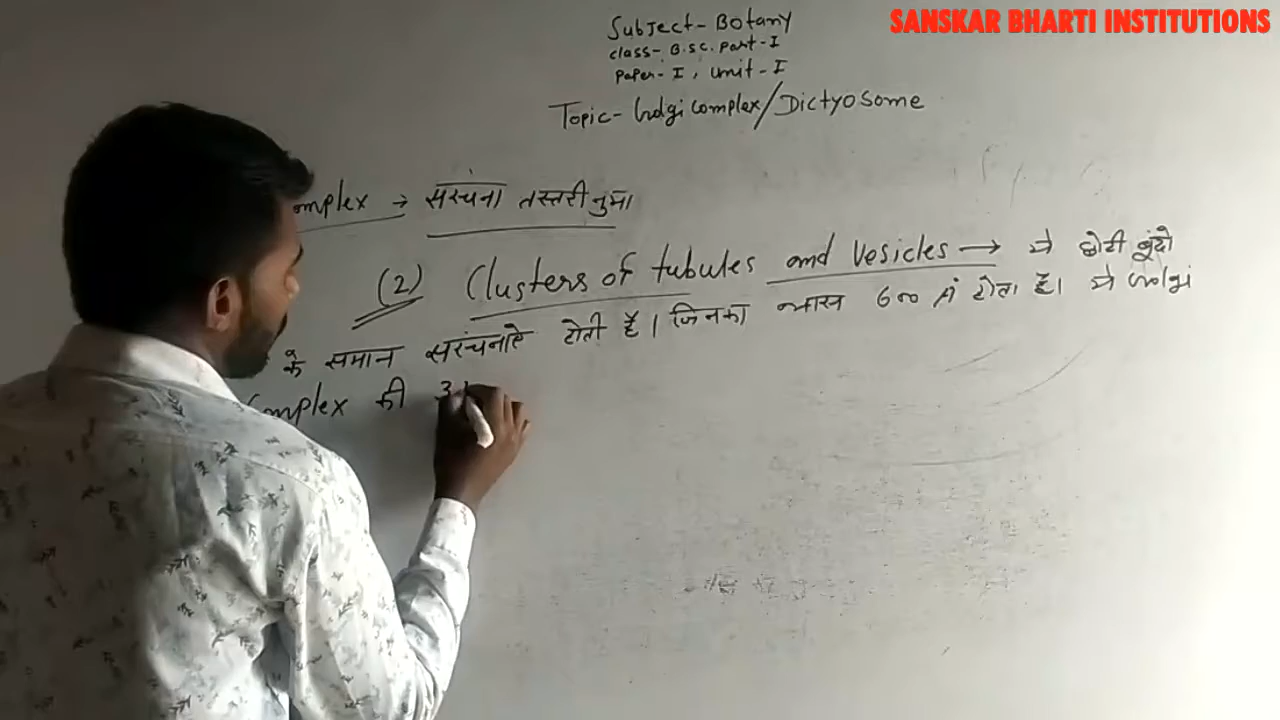 SANSKAR BHARTI INSTITUTIONS
Subject- Botany
class- B.sc. part-I
paper-I, unit-I
Topic- Golgi complex/Dictyosome
omplex → संरचना तस्तरीनुमा
(2) Clusters of tubules and Vesicles → ये छोटी बूंदो
के समान संरचनाऐ होती हैं। जिनका व्यास 600 Å होता है। ये Golgi
Complex की